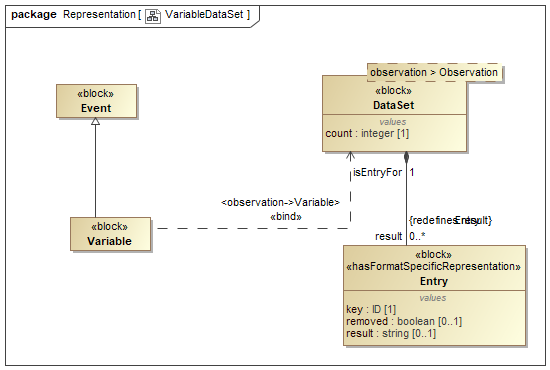 package Representation [ VariableDataSet ]
observation > Observation
«block»
Event
«block»
DataSet
values
count : integer [1]
isEntryFor 1
<observation->Variable>
«bind»
«block»
Variable
{redefines result}
result 0..*
«block»
«hasFormatSpecificRepresentation»
Entry
values
key : ID [1]
removed : boolean [0..1]
result : string [0..1]